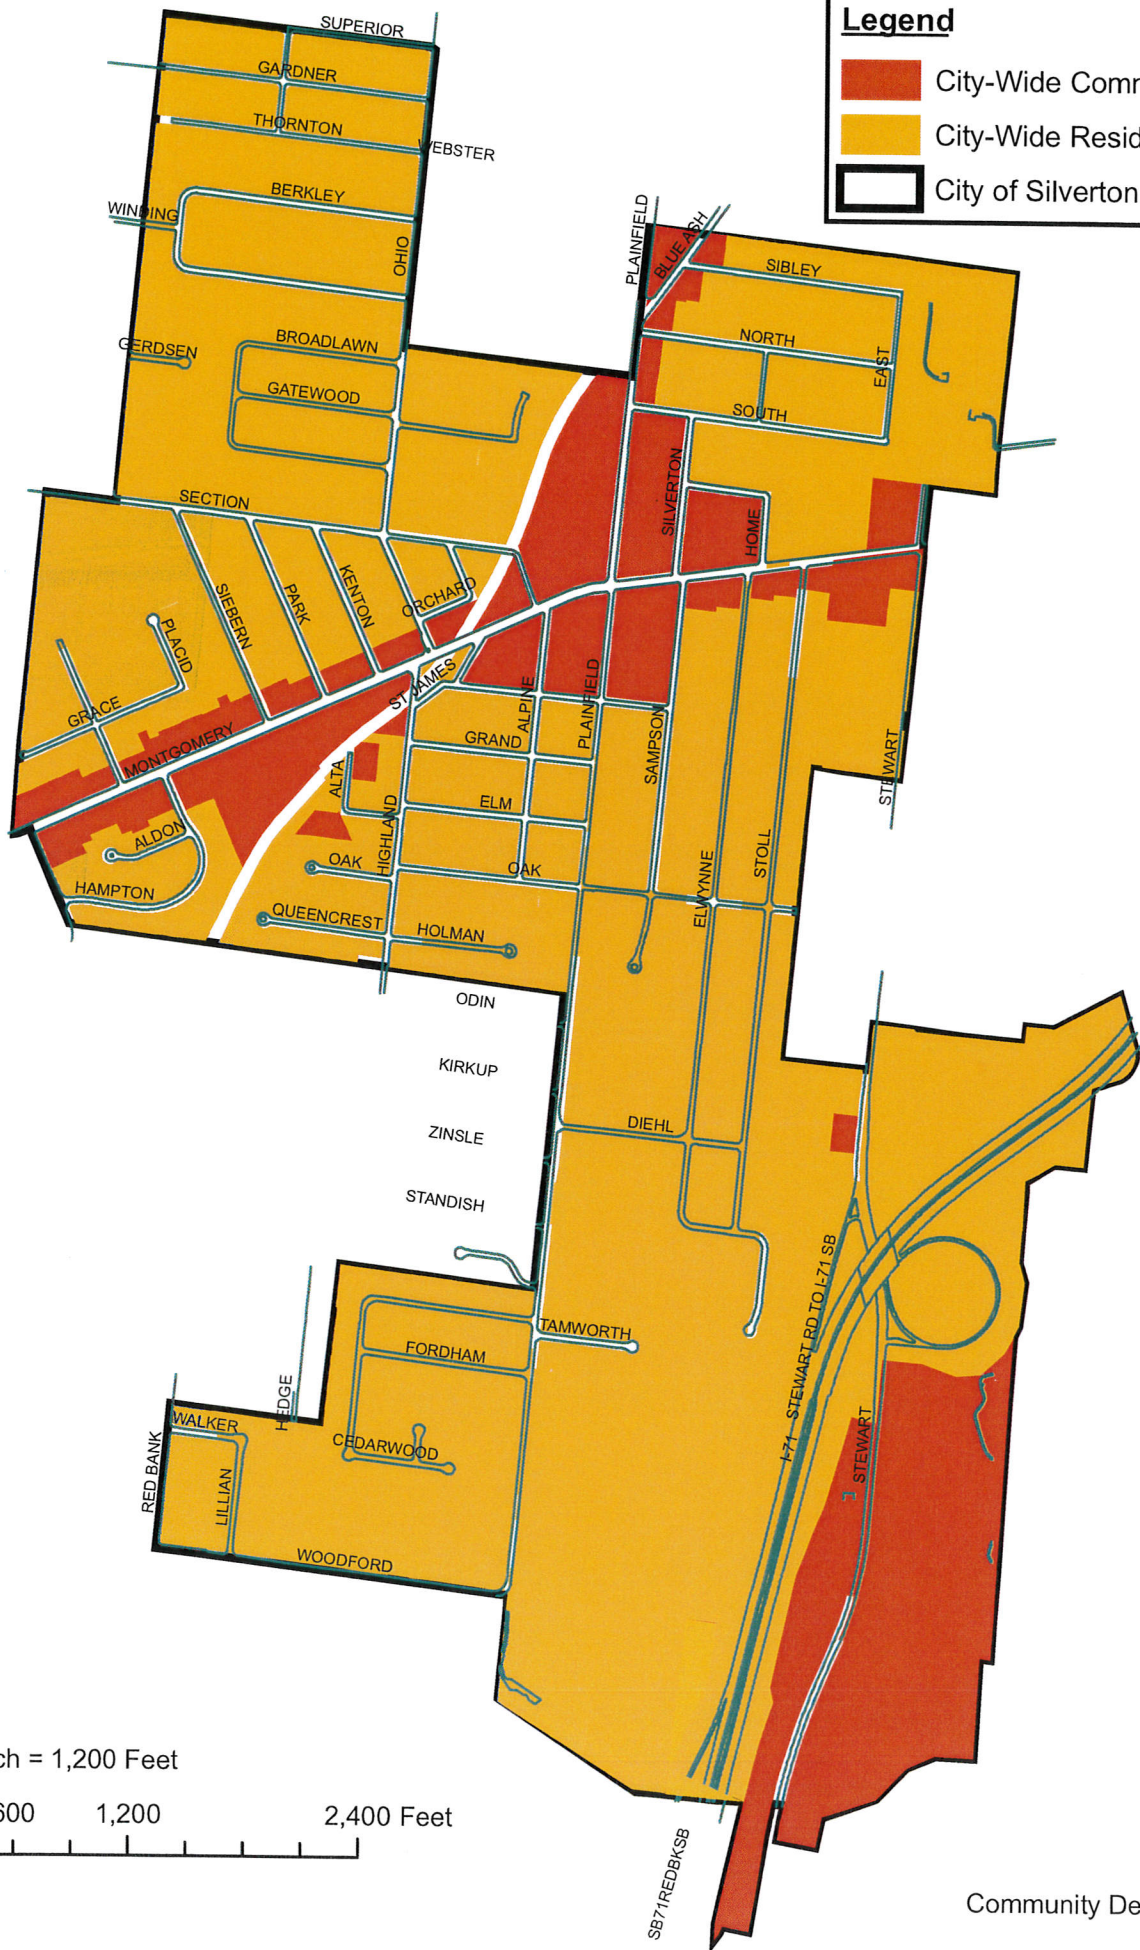 Legend
City-Wide Comm
City-Wide Resid
City of Silverton
SUPERIOR
GARDNER
THORNTON
WEBSTER
BERKLEY
WINDING
OHIO
PLAINFIELD
BLUE ASH
SIBLEY
GERDSEN
BROADLAWN
NORTH
EAST
GATEWOOD
SOUTH
SECTION
SILVERTON
HOME
SIEBERN
PARK
KENTON
ORCHARD
PLACID
ST JAMES
ALPINE
PLAINFIELD
SAMPSON
GRACE
MONTGOMERY
GRAND
STEWART
ALTA
ELM
ALDON
HIGHLAND
OAK
OAK
ELWYNNE
STOLL
HAMPTON
QUEENCREST
HOLMAN
ODIN
KIRKUP
DIEHL
ZINSLE
STANDISH
TAMWORTH
FORDHAM
I-71
STEWART RD TO I-71 SB
HEDGE
WALKER
CEDARWOOD
STEWART
RED BANK
LILLIAN
WOODFORD
ch = 1,200 Feet
600 1,200 2,400 Feet
SB71REDBKSB
Community De